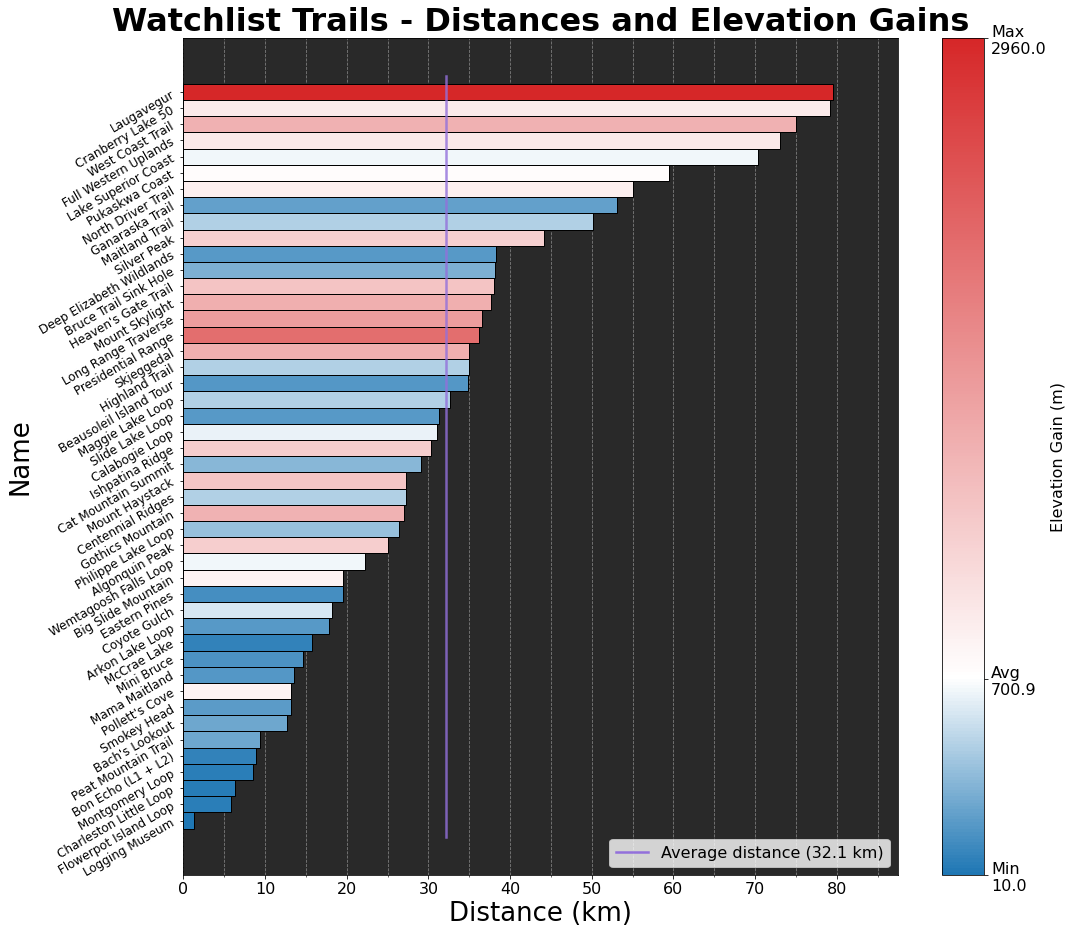 Watchlist Trails - Distances and Elevation Gains
Name
Laugavegur
Cranberry Lake 50
West Coast Trail
Full Western Uplands
Lake Superior Coast
Pukaskwa Coast
North Driver Trail
Ganaraska Trail
Maitland Trail
Silver Peak
Deep Elizabeth Wildlands
Bruce Trail Sink Hole
Heaven's Gate Trail
Mount Skylight
Long Range Traverse
Presidential Range
Skjeggedal
Highland Trail
Beausoleil Island Tour
Maggie Lake Loop
Slide Lake Loop
Calabogie Loop
Ishpatina Ridge
Cat Mountain Summit
Mount Haystack
Centennial Ridges
Gothics Mountain
Philippe Lake Loop
Algonquin Peak
Wemtagoosh Falls Loop
Big Slide Mountain
Eastern Pines
Coyote Gulch
Arkon Lake Loop
McCrae Lake
Mini Bruce
Mama Maitland
Pollett's Cove
Smokey Head
Bach's Lookout
Peat Mountain Trail
Bon Echo (L1 + L2)
Montgomery Loop
Charleston Little Loop
Flowerpot Island Loop
Logging Museum
Average distance (32.1 km)
0 10 20 30 40 50 60 70 80
Distance (km)
Max
2960.0
Avg
700.9
Min
10.0
Elevation Gain (m)